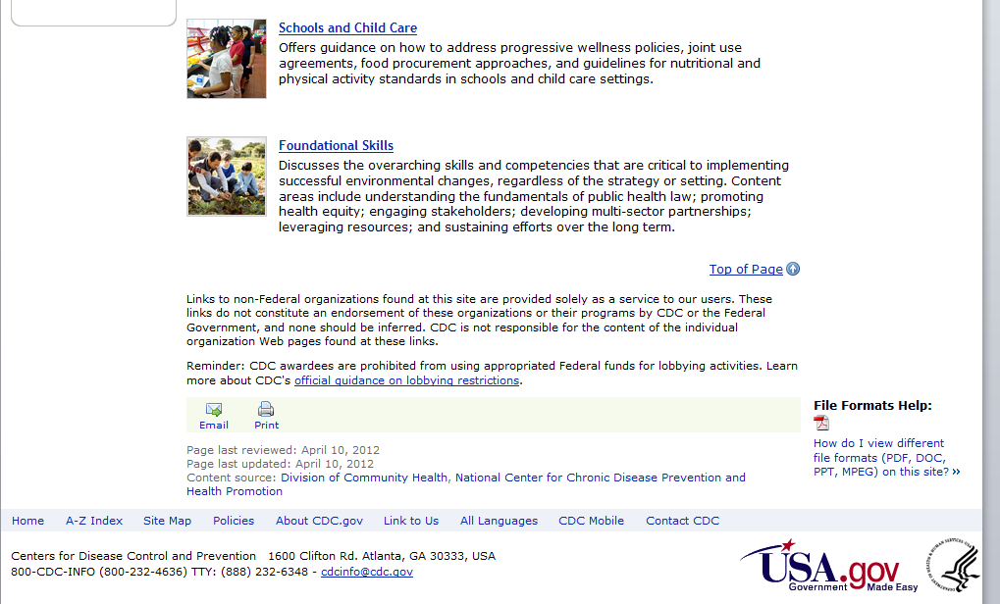 Schools and Child Care
Offers guidance on how to address progressive wellness policies, joint use
agreements, food procurement approaches, and guidelines for nutritional and
physical activity standards in schools and child care settings.
Foundational Skills
Discusses the overarching skills and competencies that are critical to implementing
successful environmental changes, regardless of the strategy or setting. Content
areas include understanding the fundamentals of public health law; promoting
health equity; engaging stakeholders; developing multi-sector partnerships;
leveraging resources; and sustaining efforts over the long term.
Top of Page
Links to non-Federal organizations found at this site are provided solely as a service to our users. These
links do not constitute an endorsement of these organizations or their programs by CDC or the Federal
Government, and none should be inferred. CDC is not responsible for the content of the individual
organization Web pages found at these links.
Reminder: CDC awardees are prohibited from using appropriated Federal funds for lobbying activities. Learn
more about CDC's official guidance on lobbying restrictions.
Email Print
File Formats Help:
How do I view different
file formats (PDF, DOC,
PPT, MPEG) on this site? »
Page last reviewed: April 10, 2012
Page last updated: April 10, 2012
Content source: Division of Community Health, National Center for Chronic Disease Prevention and
Health Promotion
Home A-Z Index Site Map Policies About CDC.gov Link to Us All Languages CDC Mobile Contact CDC
Centers for Disease Control and Prevention 1600 Clifton Rd. Atlanta, GA 30333, USA
800-CDC-INFO (800-232-4636) TTY: (888) 232-6348 - cdcinfo@cdc.gov
USA.gov
Government Made Easy
DEPARTMENT OF HEALTH & HUMAN SERVICES·USA